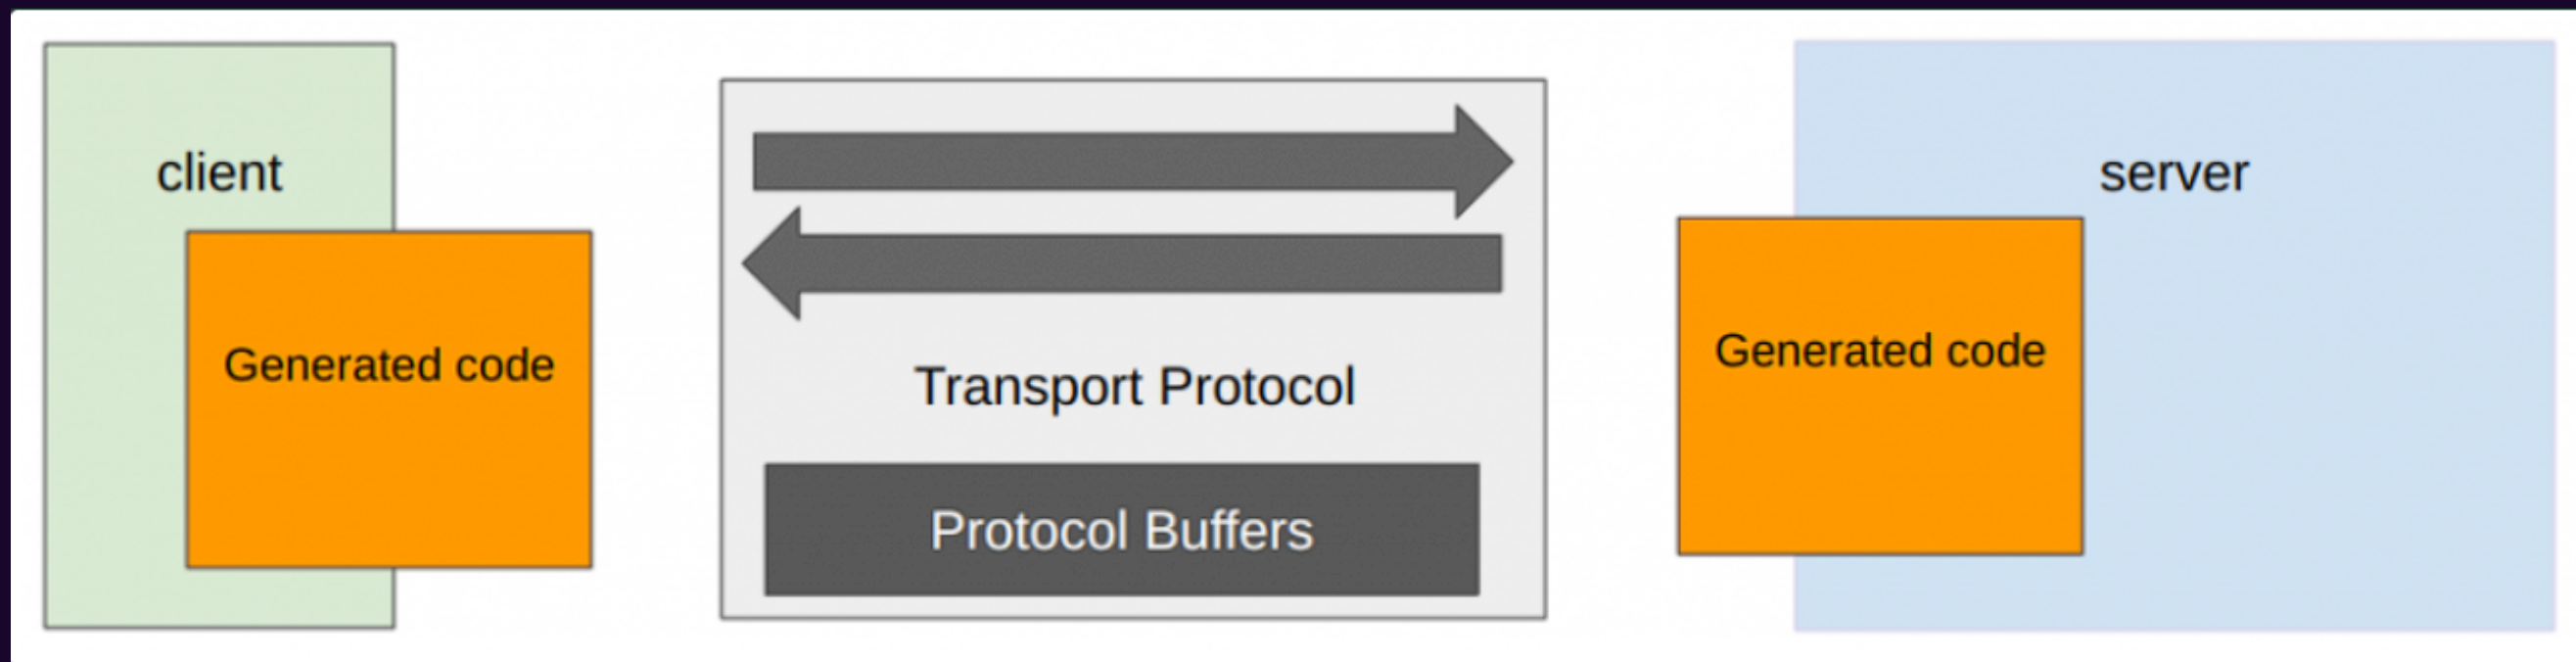 client
Generated code
Transport Protocol
Protocol Buffers
server
Generated code